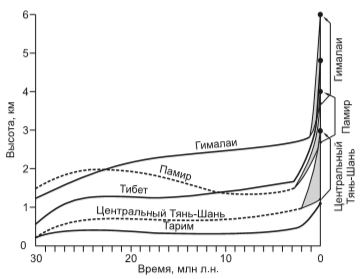 6
5
4
3
2
1
0
Высота, км
Гималаи
Памир
Тибет
Центральный Тянь-Шань
Тарим
30
20
10
0
Время, млн л.н.
Гималаи
Памир
Центральный
Тянь-Шань